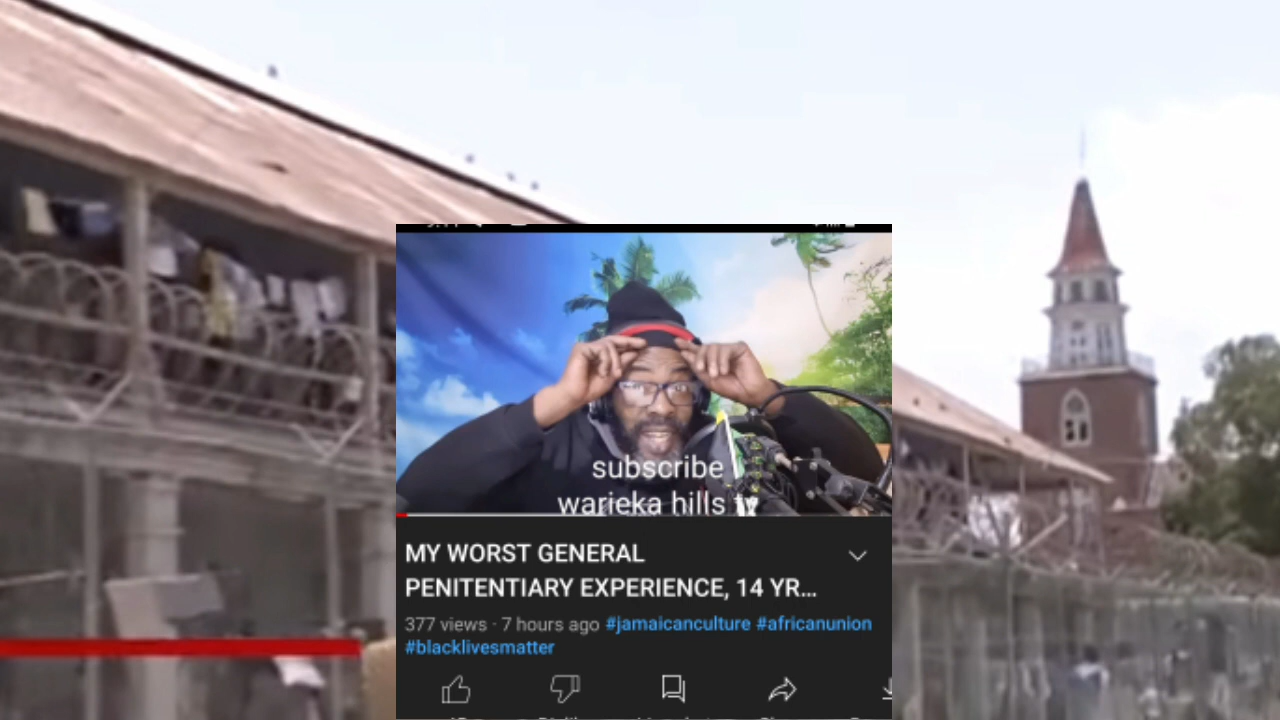 subscribe
warieka hills tv
MY WORST GENERAL
PENITENTIARY EXPERIENCE, 14 YR...
377 views · 7 hours ago #jamaicanculture #africanunion
#blacklivesmatter